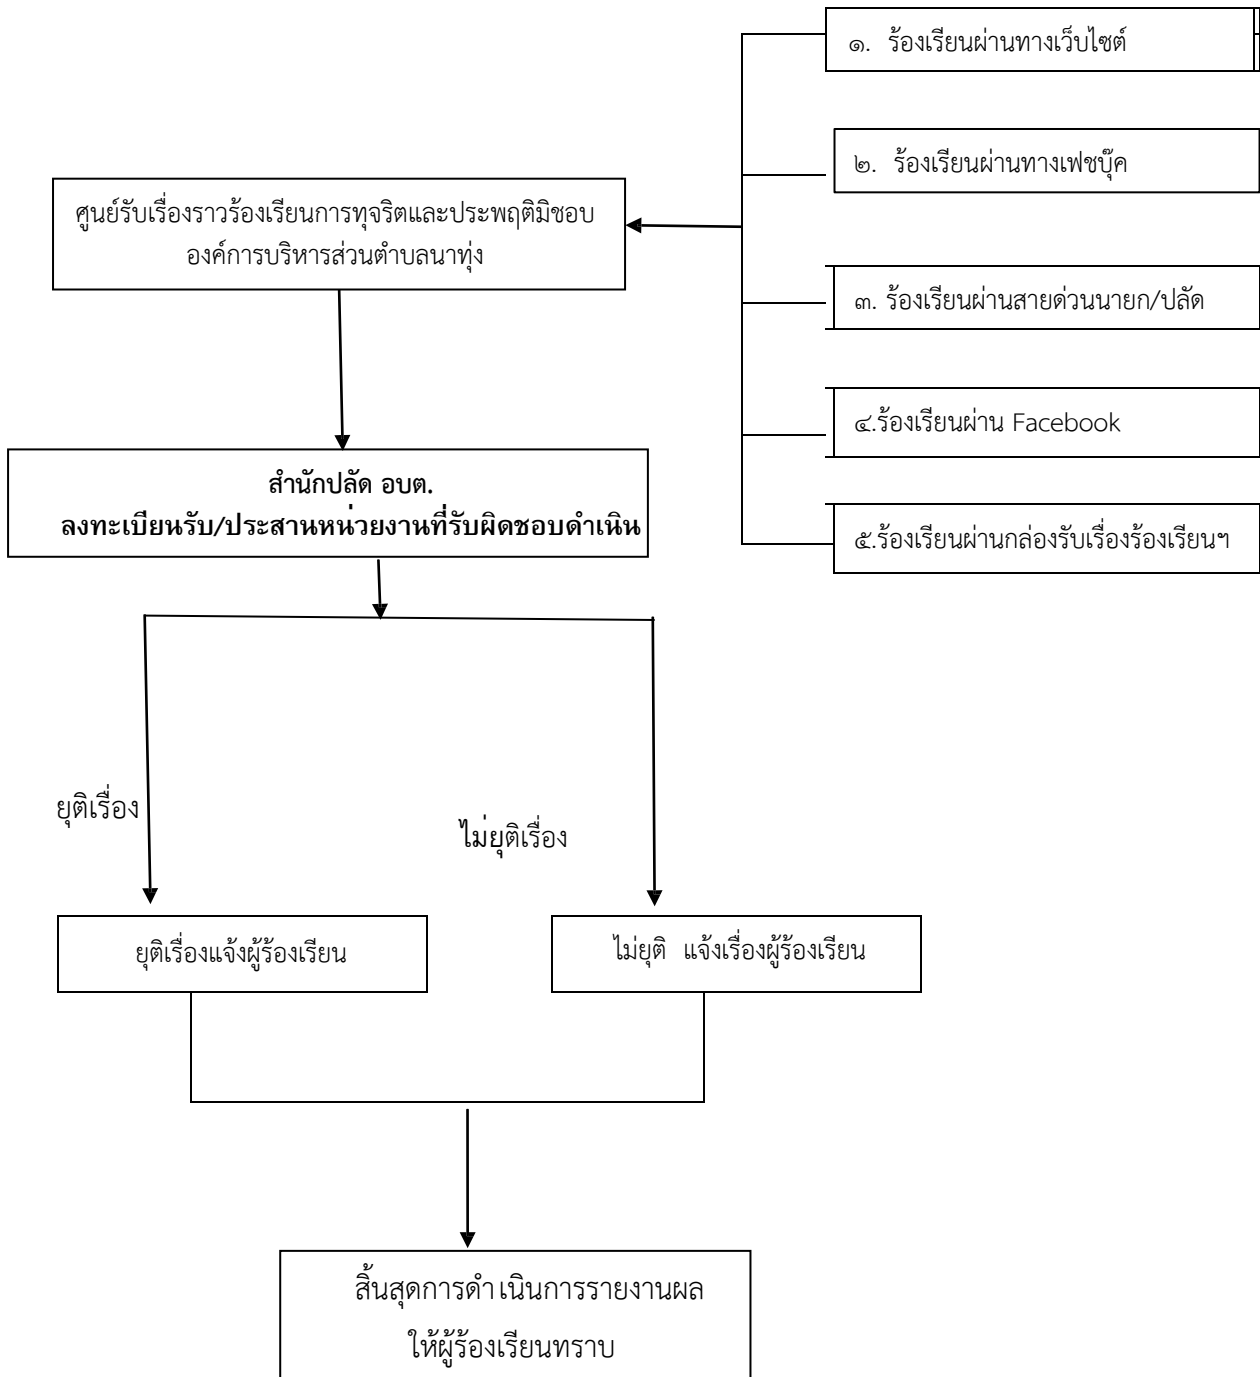 ๑. ร้องเรียนผ่านทางเว็บไซต์
๒. ร้องเรียนผ่านทางเฟชบุ๊ค
ศูนย์รับเรื่องราวร้องเรียนการทุจริตและประพฤติมิชอบ
องค์การบริหารส่วนตำบลนาทุ่ง
๓. ร้องเรียนผ่านสายด่วนนายก/ปลัด
๔.ร้องเรียนผ่าน Facebook
สำนักปลัด อบต.
ลงทะเบียนรับ/ประสานหน่วยงานที่รับผิดชอบดำเนิน
๕.ร้องเรียนผ่านกล่องรับเรื่องร้องเรียนฯ
ยุติเรื่อง
ไม่ยุติเรื่อง
ยุติเรื่องแจ้งผู้ร้องเรียน
ไม่ยุติ แจ้งเรื่องผู้ร้องเรียน
สิ้นสุดการดำเนินการรายงานผล
ให้ผู้ร้องเรียนทราบ